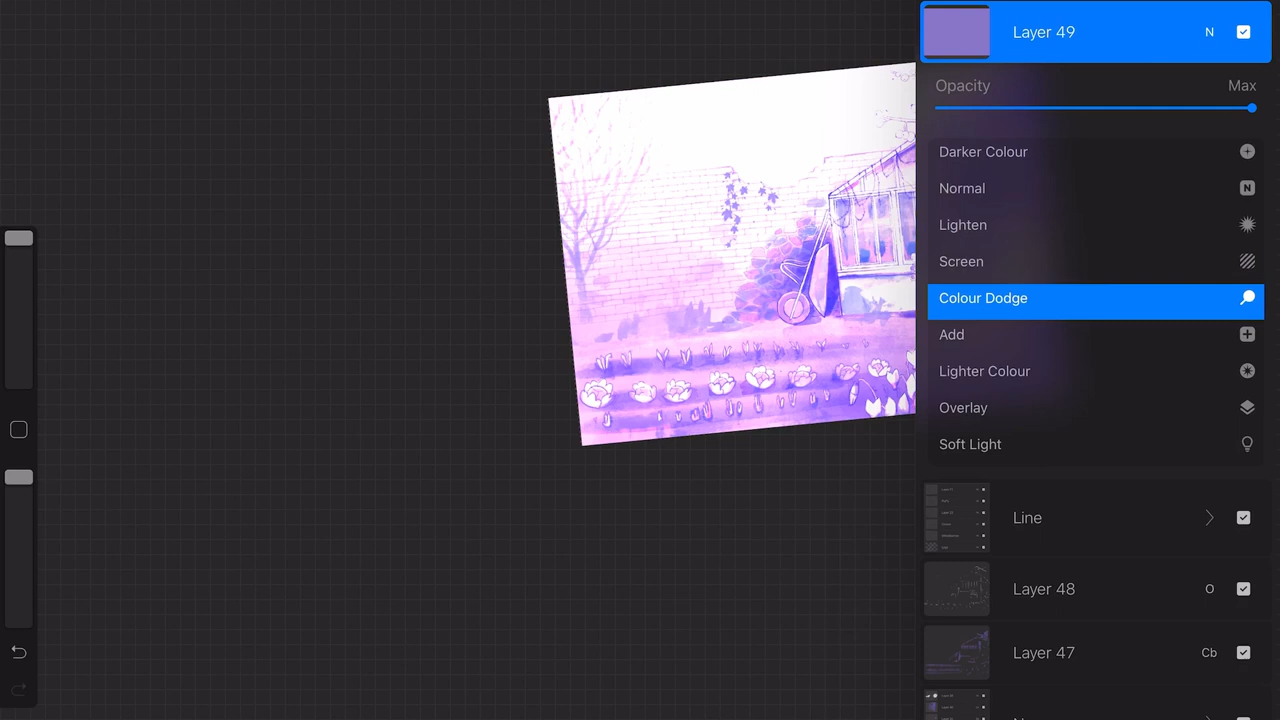 Layer 49 N
Opacity Max
Darker Colour
Normal N
Lighten
Screen
Colour Dodge
Add
Lighter Colour
Overlay
Soft Light
Line
Layer 48 O
Layer 47 Cb